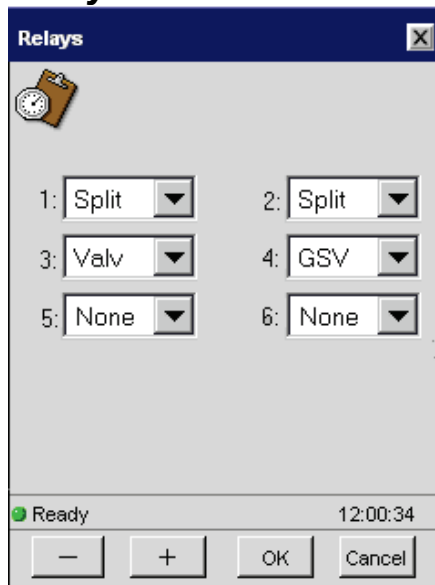 Relays
1: Split 2: Split
3: Valv 4: GSV
5: None 6: None
Ready 12:00:34
— + OK Cancel